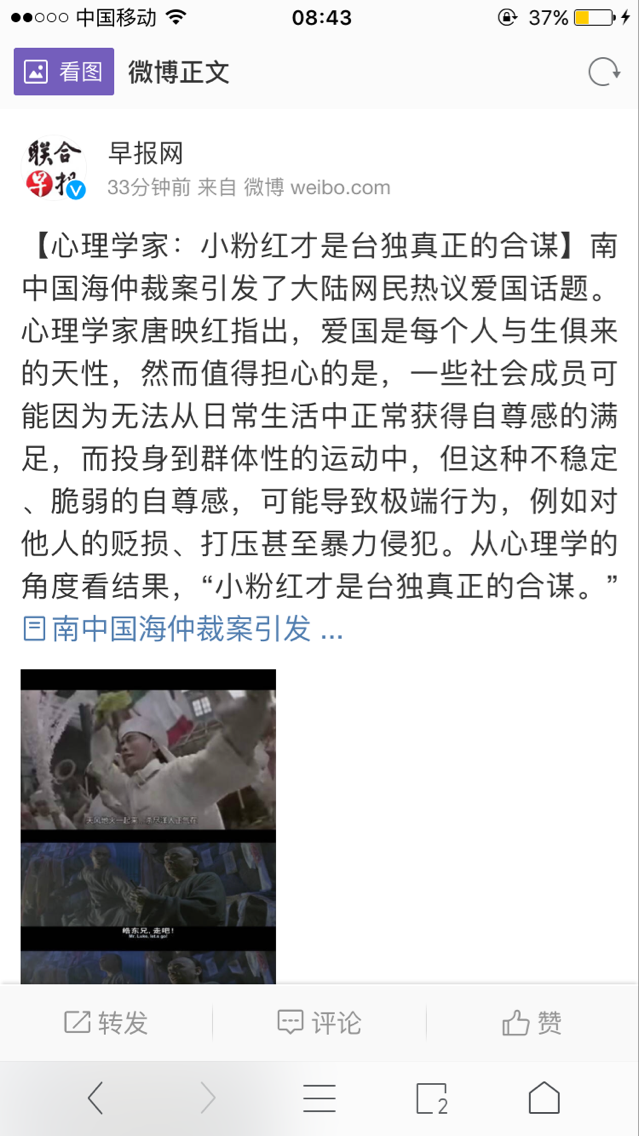 中国移动 08:43 37%
看图 微博正文
联合早报 早报网
33分钟前 来自 微博 weibo.com
【心理学家：小粉红才是台独真正的合谋】南
中国海仲裁案引发了大陆网民热议爱国话题。
心理学家唐映红指出，爱国是每个人与生俱来
的天性，然而值得担心的是，一些社会成员可
能因为无法从日常生活中正常获得自尊感的满
足，而投身到群体性的运动中，但这种不稳定
、脆弱的自尊感，可能导致极端行为，例如对
他人的贬损、打压甚至暴力侵犯。从心理学的
角度看结果，“小粉红才是台独真正的合谋。”
南中国海仲裁案引发 ...
皓东兄，走吧！
Mr. Luke, let's go!
转发 评论 赞
2